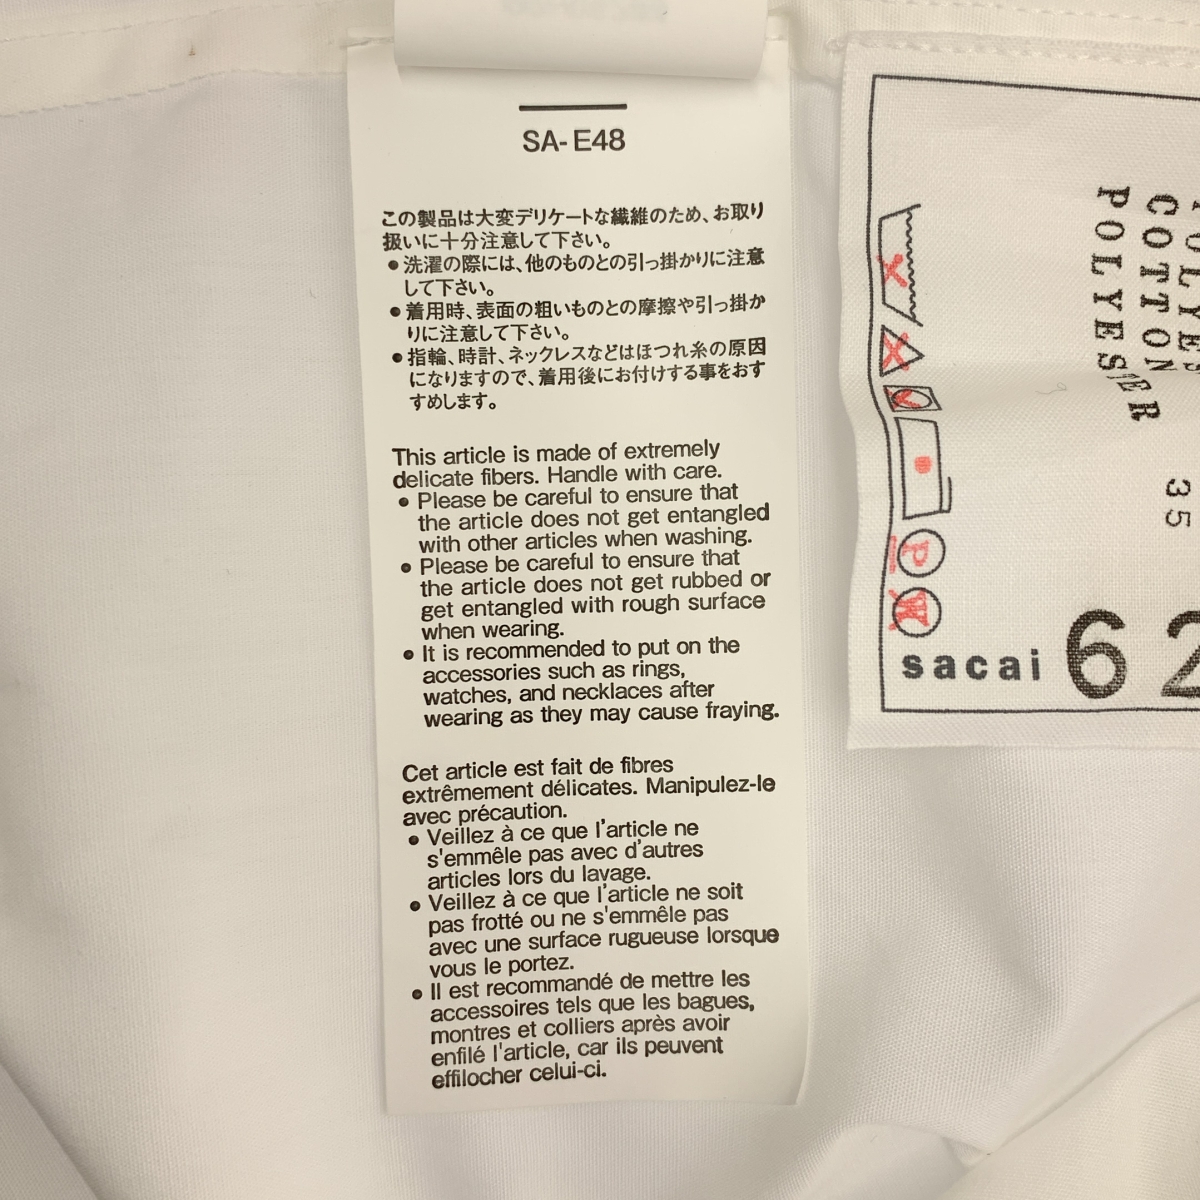 SA-E48
この製品は大変デリケートな繊維のため、お取り
扱いに十分注意して下さい。
● 洗濯の際には、他のものとの引っ掛かりに注意
して下さい。
● 着用時、表面の粗いものとの摩擦や引っ掛か
りに注意して下さい。
● 指輪、時計、ネックレスなどはほつれ糸の原因
になりますので、着用後にお付けする事をおす
すめします。
This article is made of extremely
delicate fibers. Handle with care.
● Please be careful to ensure that
the article does not get entangled
with other articles when washing.
● Please be careful to ensure that
the article does not get rubbed or
get entangled with rough surface
when wearing.
● It is recommended to put on the
accessories such as rings,
watches, and necklaces after
wearing as they may cause fraying.
Cet article est fait de fibres
extrêmement délicates. Manipulez-le
avec précaution.
● Veillez à ce que l'article ne
s'emmêle pas avec d'autres
articles lors du lavage.
● Veillez à ce que l'article ne soit
pas frotté ou ne s'emmêle pas
avec une surface rugueuse lorsque
vous le portez.
● Il est recommandé de mettre les
accessoires tels que les bagues,
montres et colliers après avoir
enfilé l'article, car ils peuvent
effilocher celui-ci.
COTTON 35
POLYESTER
P
W
sacai 62